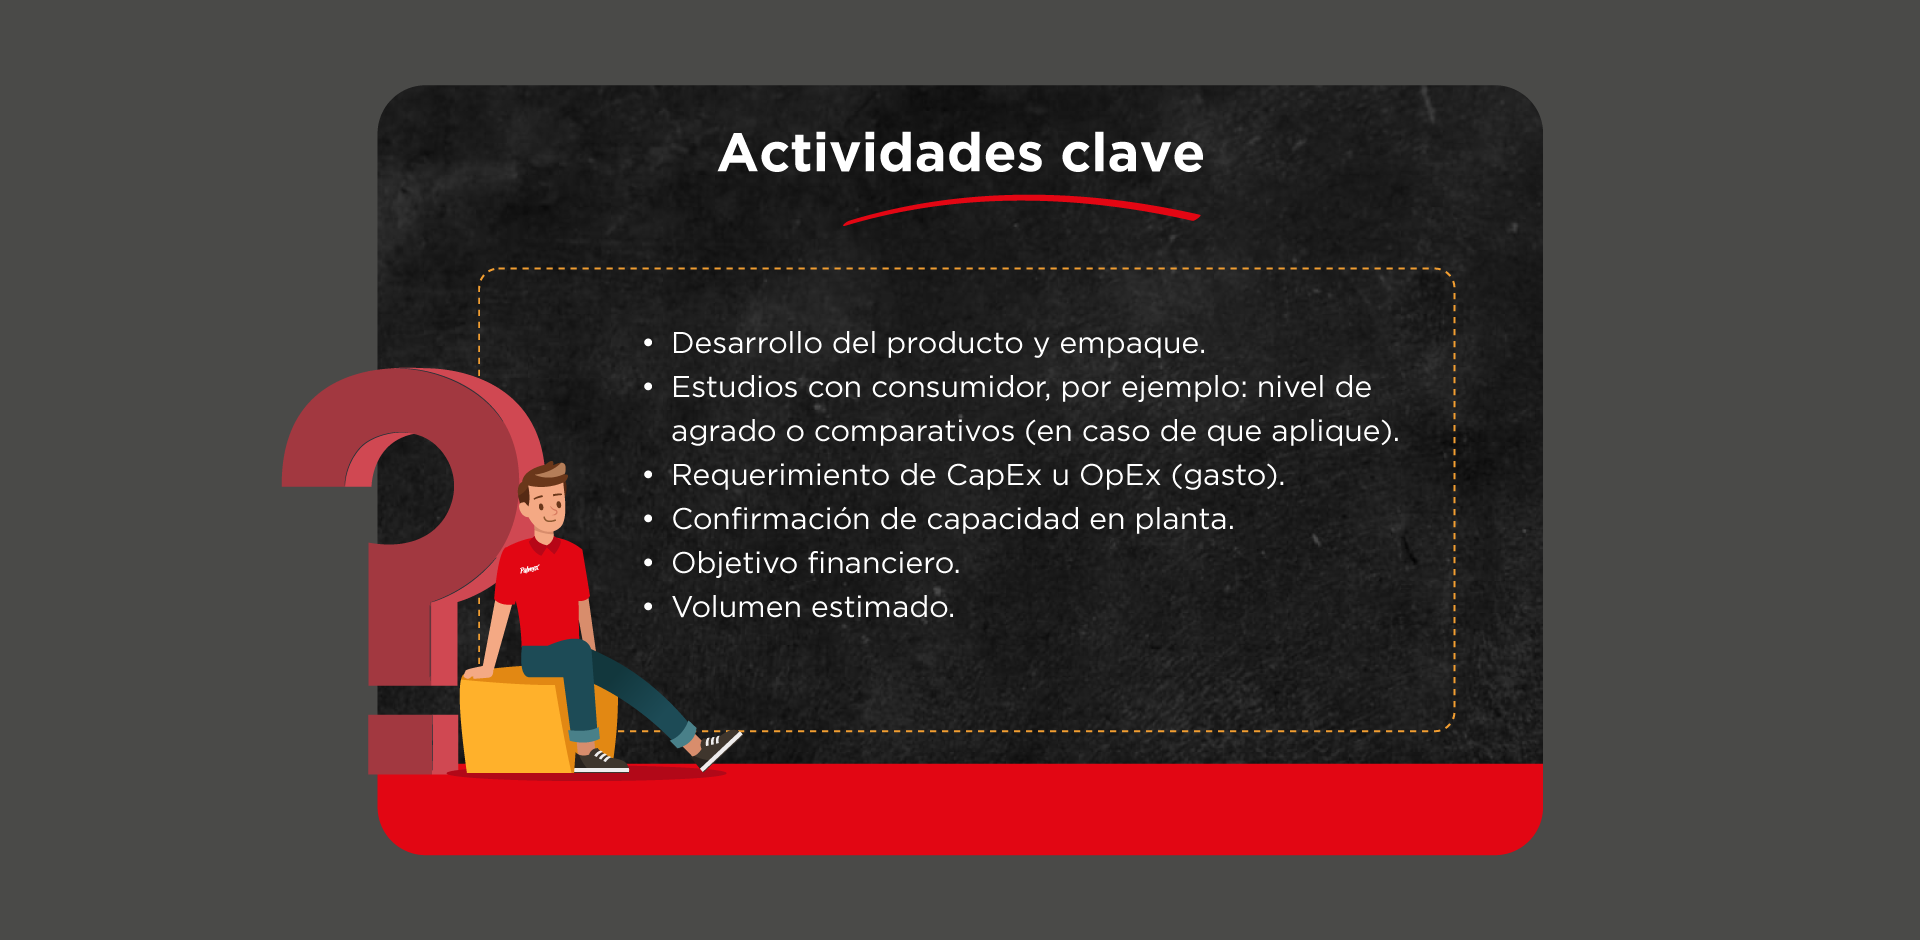 Actividades clave
• Desarrollo del producto y empaque.
• Estudios con consumidor, por ejemplo: nivel de
agrado o comparativos (en caso de que aplique).
• Requerimiento de CapEx u OpEx (gasto).
• Confirmación de capacidad en planta.
• Objetivo financiero.
• Volumen estimado.